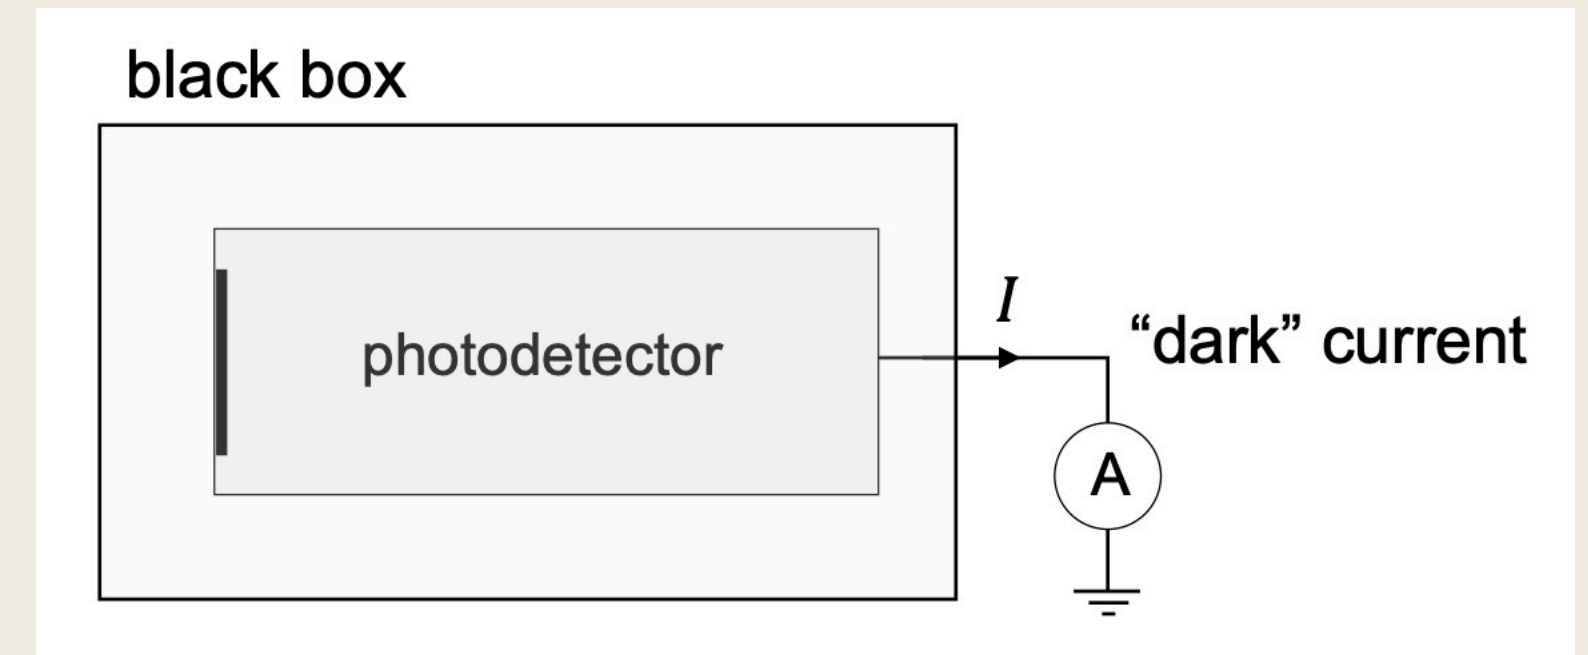 black box
photodetector
I
“dark” current
A